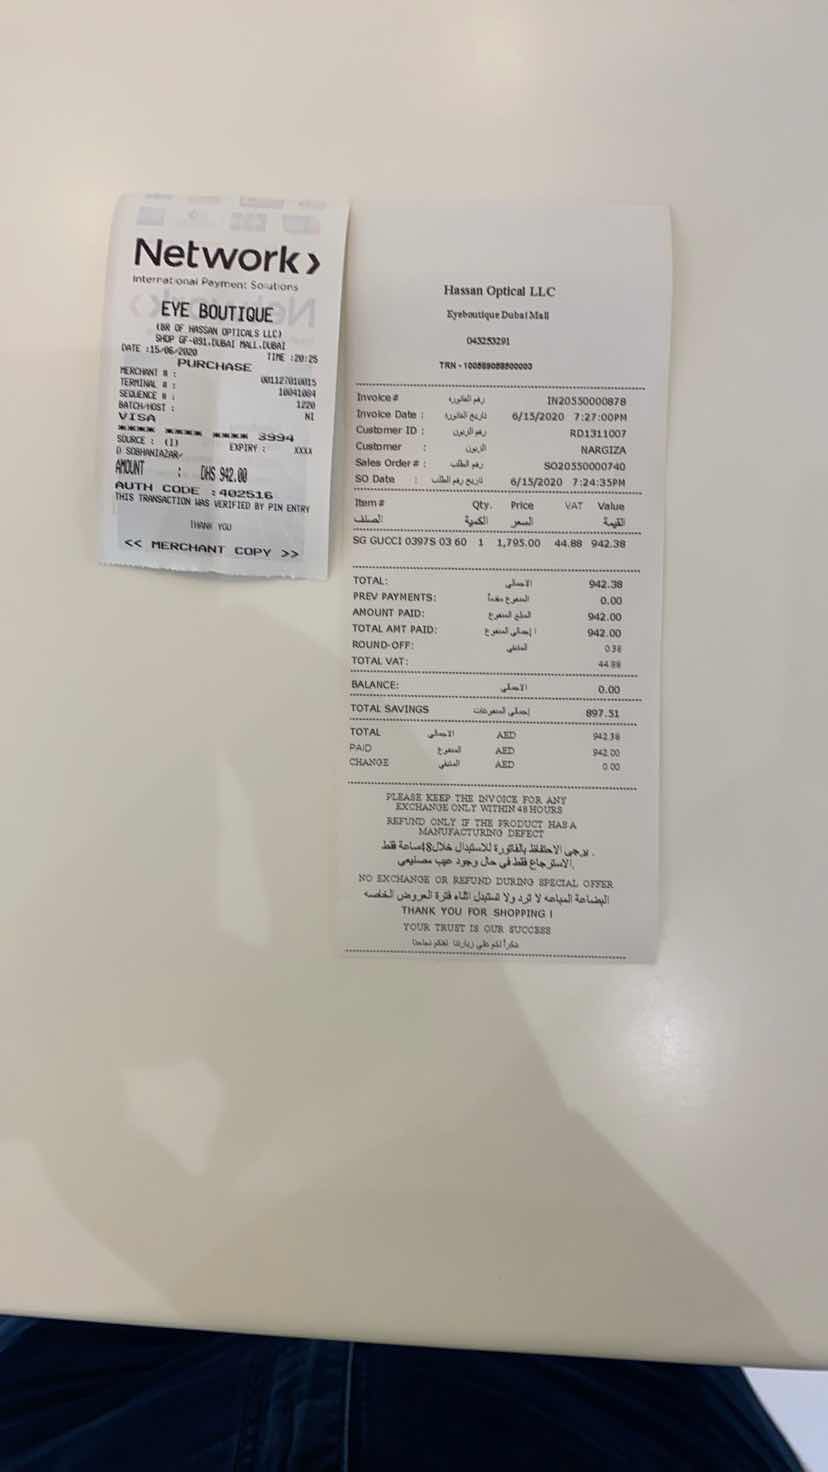 Network>
International Payment Solutions
EYE BOUTIQUE
(BR OF HASSAN OPTICALS LLC)
SHOP GF-091,DUBAI MALL,DUBAI
DATE :15/06/2020 TIME :20:25
PURCHASE
MERCHANT # : 001127010015
TERMINAL # : 10041084
SEQUENCE # : 1220
BATCH/HOST : NI
VISA
**** **** **** 3994
SOURCE : (I) EXPIRY : XXXX
D SOBHANIAZAR/
AMOUNT : DHS 942.00
AUTH CODE :402516
THIS TRANSACTION WAS VERIFIED BY PIN ENTRY
THANK YOU
<< MERCHANT COPY >>
Hassan Optical LLC
Eyeboutique Dubai Mall
043253291
TRN -
Invoice # رقم الفاتورة IN20550000878
Invoice Date : تاريخ الفاتورة 6/15/2020 7:27:00PM
Customer ID : رقم الزبون RD1311007
Customer : الزبون NARGIZA
Sales Order # : رقم الطلب SO20550000740
SO Date : تاريخ رقم الطلب 6/15/2020 7:24:35PM
Item # Qty. Price VAT Value
الصنف الكمية السعر القيمة
SG GUCCI 0397S 03 60 1 1,795.00 44.88 942.38
TOTAL: الاجمالي 942.38
PREV PAYMENTS: المدفوع مقدماً 0.00
AMOUNT PAID: المبلغ المدفوع 942.00
TOTAL AMT PAID: إجمالي المدفوع 942.00
ROUND-OFF: المتبقي 0.38
TOTAL VAT: 44.88
BALANCE: الاجمالي 0.00
TOTAL SAVINGS إجمالي 897.51
TOTAL الاجمالي AED 942.38
PAID المدفوع AED 942.00
CHANGE المتبقي AED 0.00
PLEASE KEEP THE INVOICE FOR ANY
EXCHANGE ONLY WITHIN 48 HOURS
REFUND ONLY IF THE PRODUCT HAS A
MANUFACTURING DEFECT
يرجى الاحتفاظ بالفاتورة للاستبدال خلال48ساعة فقط .
الاسترجاع فقط في حال وجود عيب مصنيعي.
NO EXCHANGE OR REFUND DURING SPECIAL OFFER
البضاعة المباعه لا ترد ولا تستبدل اثناء فترة العروض الخاصه
THANK YOU FOR SHOPPING !
YOUR TRUST IS OUR SUCCESS
شكراً لكم على زيارتنا ثقتكم نجاحنا